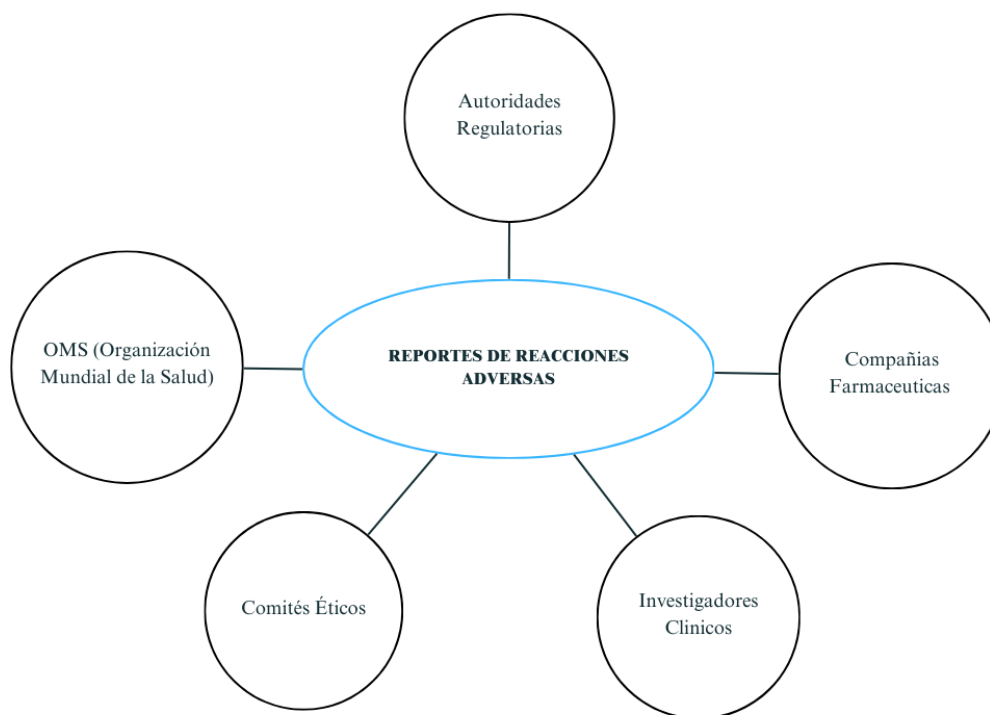 Autoridades
Regulatorias
OMS (Organización
Mundial de la Salud)
REPORTES DE REACCIONES
ADVERSAS
Compañias
Farmaceuticas
Comités Éticos
Investigadores
Clinicos